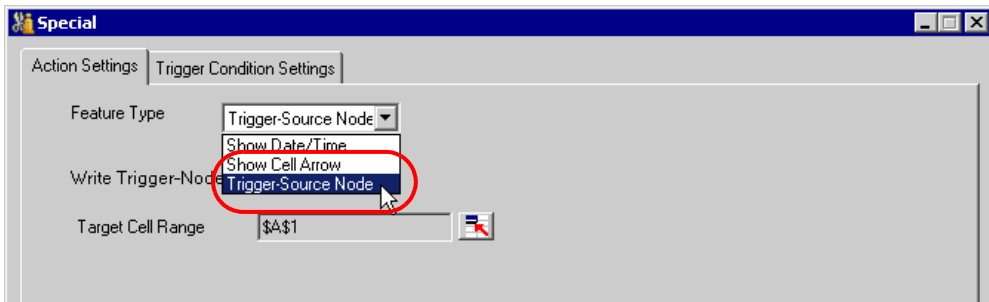 Special
Action Settings
Trigger Condition Settings
Feature Type
Trigger-Source Node
Show Date/Time
Show Cell Arrow
Write Trigger-Node
Trigger-Source Node
Target Cell Range
$A$1